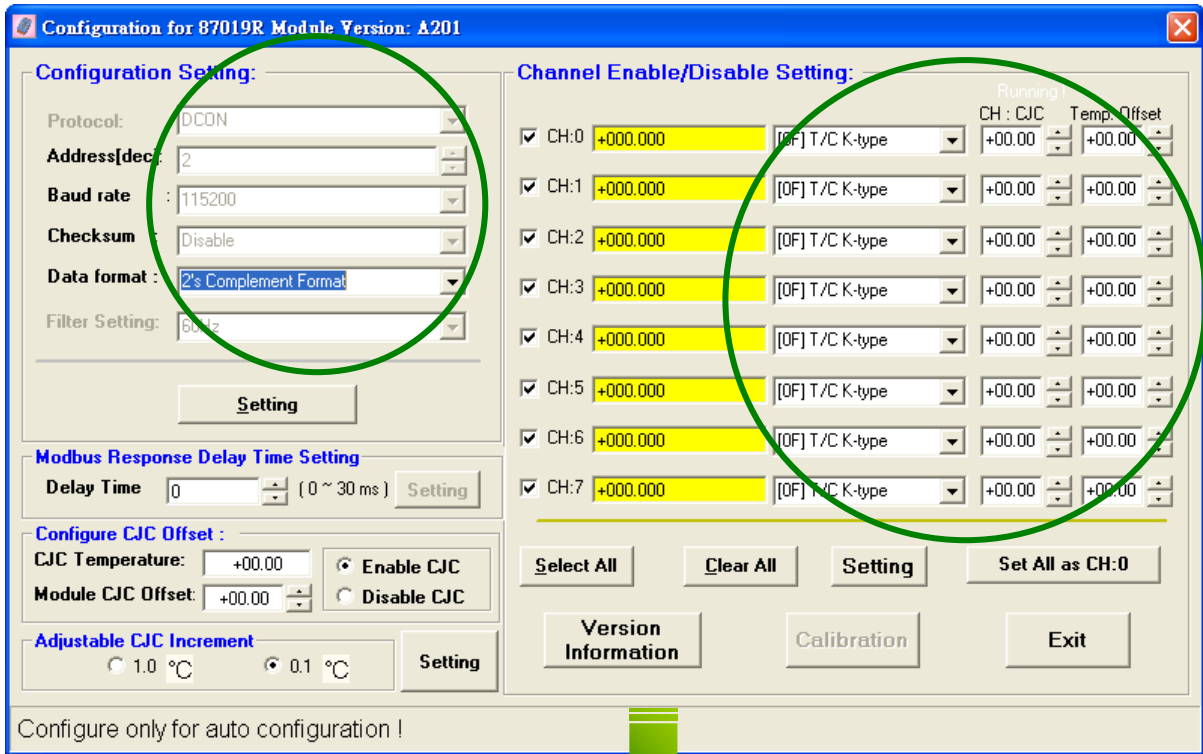 Configuration for 87019R Module Version: A201
Configuration Setting:
Protocol: DCON
Address[dec]: 2
Baud rate : 115200
Checksum : Disable
Data format : 2's Complement Format
Filter Setting: 60Hz
Setting
Modbus Response Delay Time Setting
Delay Time 0 ( 0 ~ 30 ms ) Setting
Configure CJC Offset :
CJC Temperature: +00.00
Module CJC Offset: +00.00
Enable CJC
Disable CJC
Adjustable CJC Increment
1.0 °C 0.1 °C
Setting
Channel Enable/Disable Setting:
Running !
CH : CJC Temp. Offset
CH:0 +000.000 [0F] T/C K-type +00.00 +00.00
CH:1 +000.000 [0F] T/C K-type +00.00 +00.00
CH:2 +000.000 [0F] T/C K-type +00.00 +00.00
CH:3 +000.000 [0F] T/C K-type +00.00 +00.00
CH:4 +000.000 [0F] T/C K-type +00.00 +00.00
CH:5 +000.000 [0F] T/C K-type +00.00 +00.00
CH:6 +000.000 [0F] T/C K-type +00.00 +00.00
CH:7 +000.000 [0F] T/C K-type +00.00 +00.00
Select All Clear All Setting Set All as CH:0
Version Information Calibration Exit
Configure only for auto configuration !